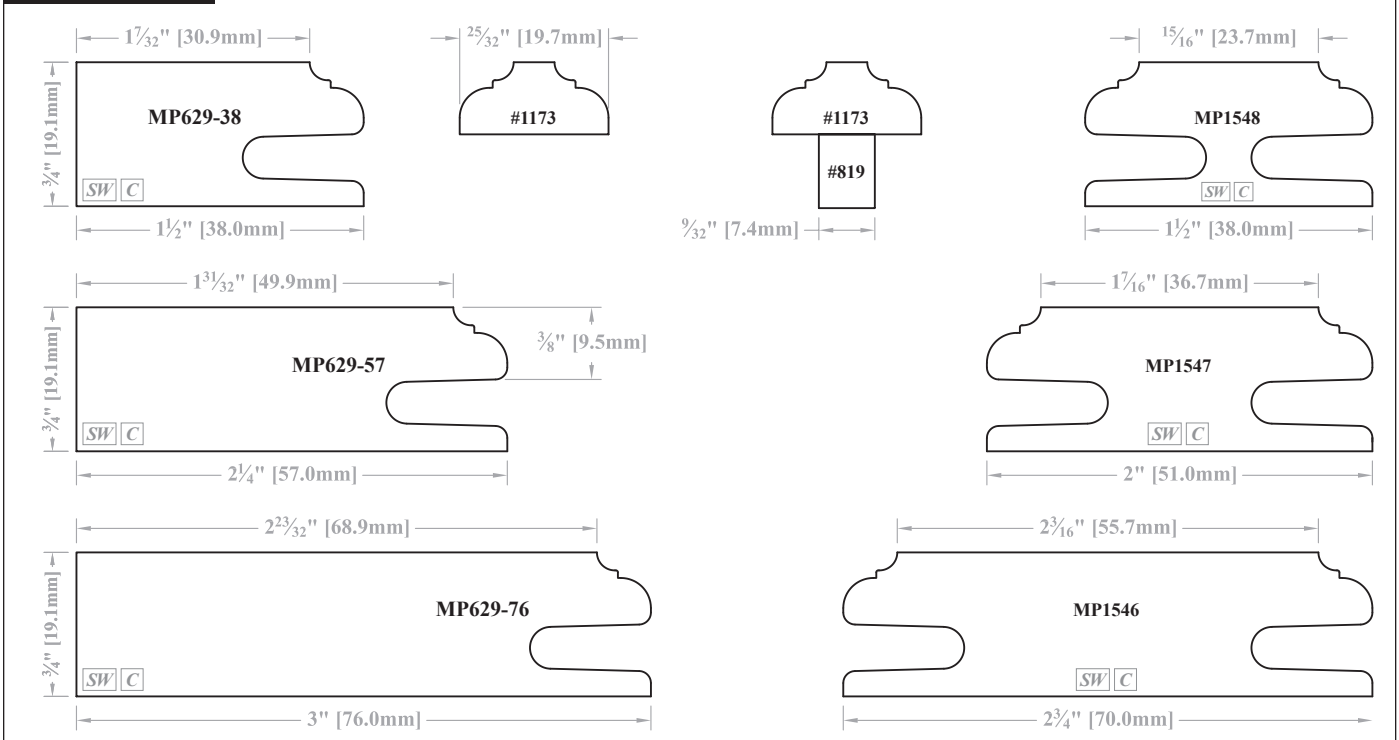 1 7⁄32" [30.9mm]
25⁄32" [19.7mm]
15⁄16" [23.7mm]
3⁄4" [19.1mm]
MP629-38
#1173
#1173
MP1548
#819
SW C
SW C
1 1⁄2" [38.0mm]
9⁄32" [7.4mm]
1 1⁄2" [38.0mm]
1 31⁄32" [49.9mm]
1 7⁄16" [36.7mm]
3⁄4" [19.1mm]
3⁄8" [9.5mm]
MP629-57
MP1547
SW C
SW C
2 1⁄4" [57.0mm]
2" [51.0mm]
2 23⁄32" [68.9mm]
2 3⁄16" [55.7mm]
3⁄4" [19.1mm]
MP629-76
MP1546
SW C
SW C
3" [76.0mm]
2 3⁄4" [70.0mm]